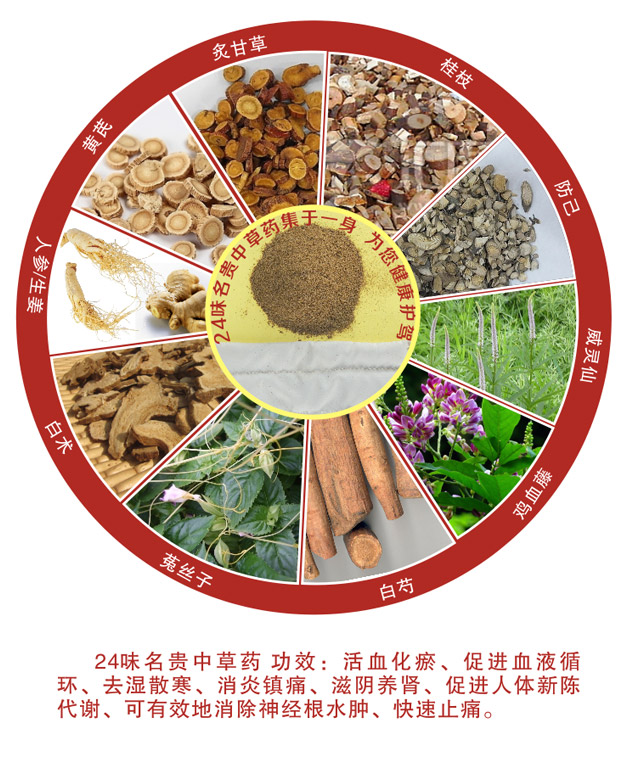 炙甘草
桂枝
防己
威灵仙
鸡血藤
白芍
菟丝子
白术
人参/生姜
黄芪
24味名贵中草药集于一身 为您健康护驾
24味名贵中草药 功效：活血化瘀、促进血液循
环、去湿散寒、消炎镇痛、滋阴养肾、促进人体新陈
代谢、可有效地消除神经根水肿、快速止痛。